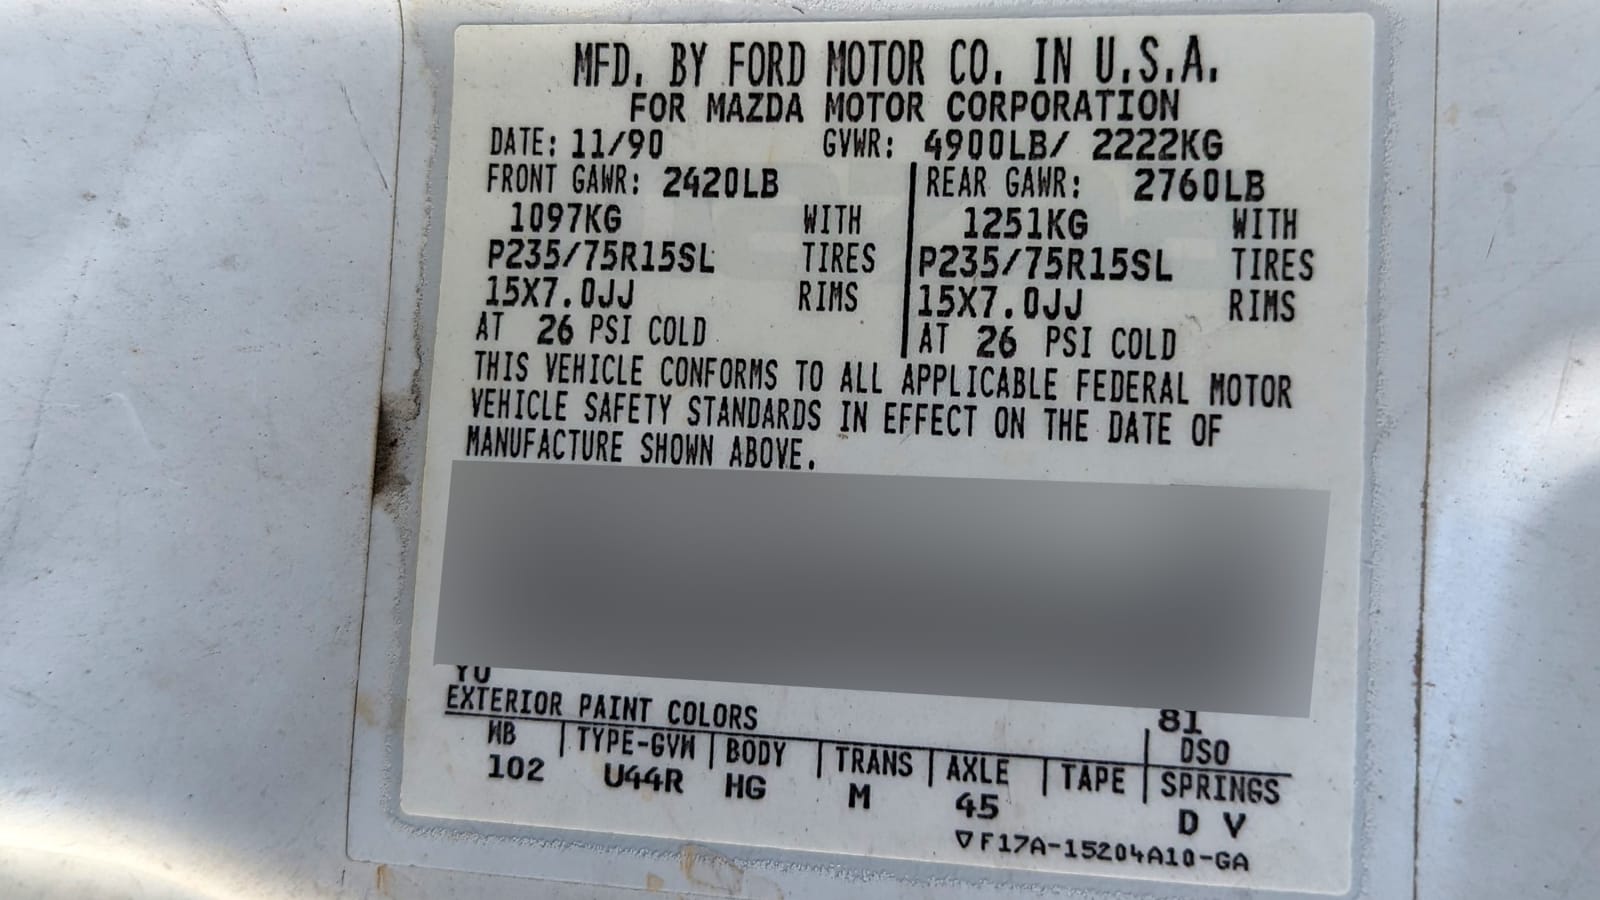 MFD. BY FORD MOTOR CO. IN U.S.A.
FOR MAZDA MOTOR CORPORATION
DATE: 11/90 GVWR: 4900LB/ 2222KG
FRONT GAWR: 2420LB REAR GAWR: 2760LB
1097KG WITH 1251KG WITH
P235/75R15SL TIRES P235/75R15SL TIRES
15X7.0JJ RIMS 15X7.0JJ RIMS
AT 26 PSI COLD AT 26 PSI COLD
THIS VEHICLE CONFORMS TO ALL APPLICABLE FEDERAL MOTOR
VEHICLE SAFETY STANDARDS IN EFFECT ON THE DATE OF
MANUFACTURE SHOWN ABOVE.
81
EXTERIOR PAINT COLORS DSO
WB TYPE-GVW BODY TRANS AXLE TAPE SPRINGS
102 U44R HG M 45 D V
▽F17A-15204A10-GA